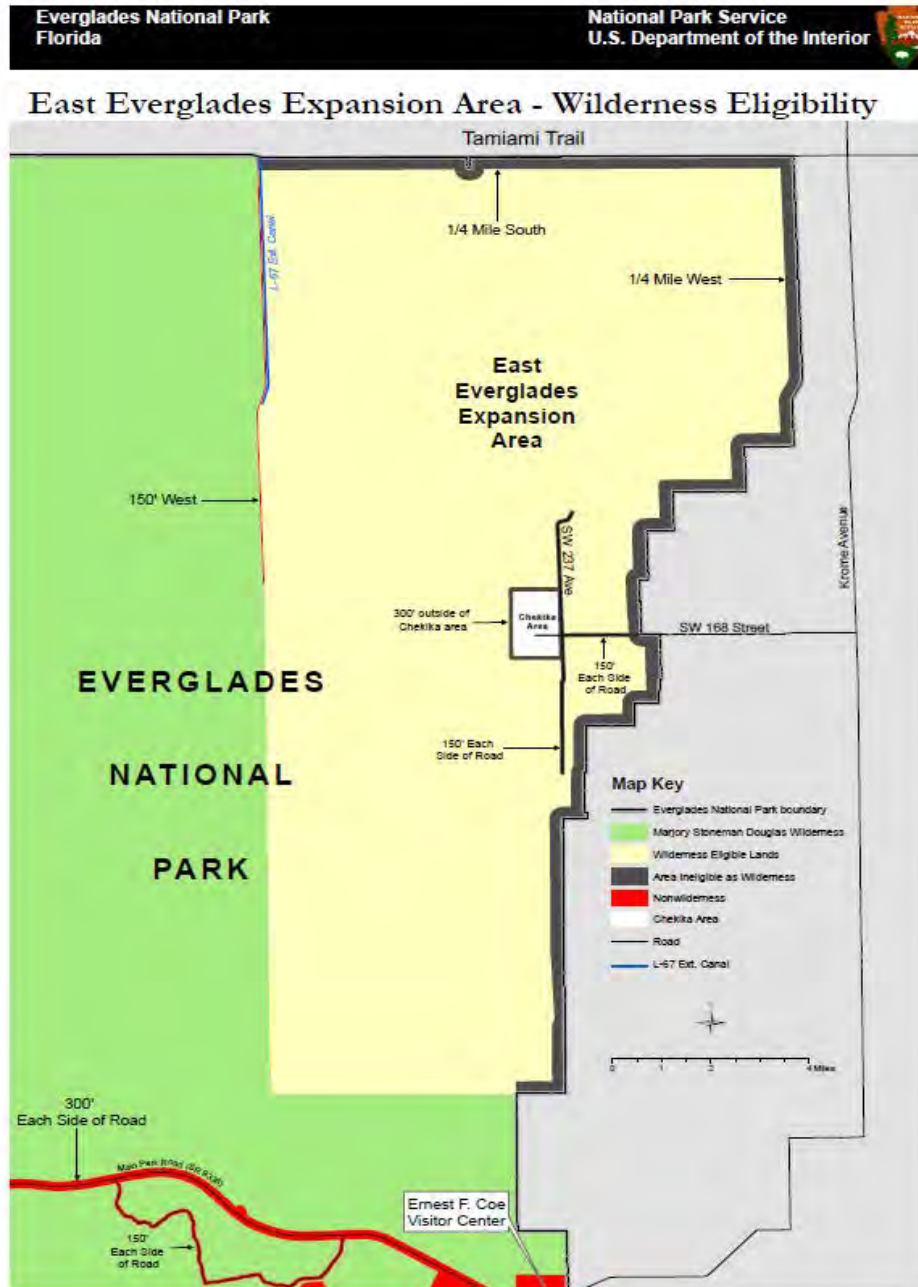 Everglades National Park
Florida
National Park Service
U.S. Department of the Interior
East Everglades Expansion Area - Wilderness Eligibility
Tamiami Trail
L-67 Ext. Canal
1/4 Mile South
1/4 Mile West
East
Everglades
Expansion
Area
150' West
SW 237 Ave
Krome Avenue
300' outside of
Chekika area
Chekika
Area
SW 168 Street
150'
Each Side
of Road
EVERGLADES
NATIONAL
PARK
150' Each
Side of Road
Map Key
Everglades National Park boundary
Marjory Stoneman Douglas Wilderness
Wilderness Eligible Lands
Area Ineligible as Wilderness
Nonwilderness
Chekika Area
Road
L-67 Ext. Canal
0 1 2 4 Miles
300'
Each Side of Road
Main Park Road (SR 9336)
Ernest F. Coe
Visitor Center
150'
Each Side
of Road